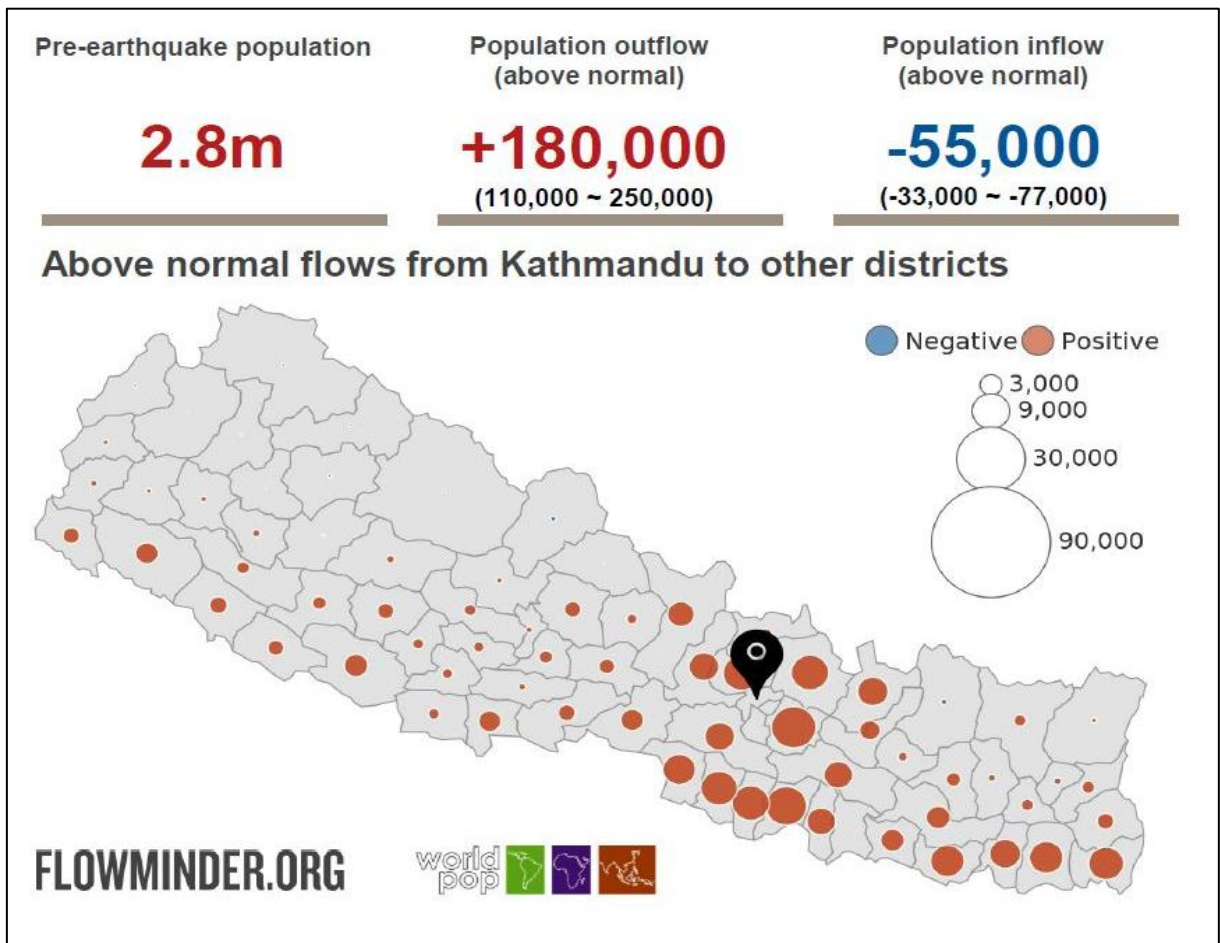 Pre-earthquake population
2.8m
Population outflow
(above normal)
+180,000
(110,000 ~ 250,000)
Population inflow
(above normal)
-55,000
(-33,000 ~ -77,000)
Above normal flows from Kathmandu to other districts
Negative Positive
3,000
9,000
30,000
90,000
FLOWMINDER.ORG
world
pop